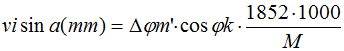 vi sin a(mm) = Δφm'·cos φk · 1852·1000 / M